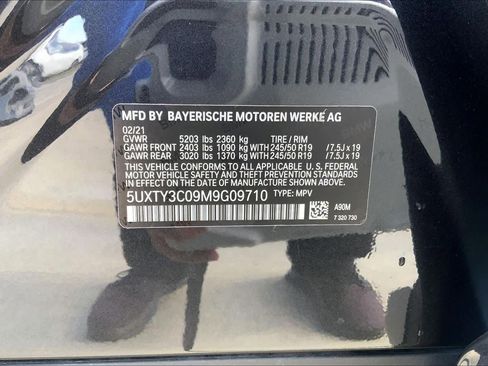 MFD BY BAYERISCHE MOTOREN WERKE AG
02/21
GVWR 5203 lbs 2360 kg TIRE / RIM
GAWR FRONT 2403 lbs 1090 kg WITH 245/50 R19 /7.5J x 19
GAWR REAR 3020 lbs 1370 kg WITH 245/50 R19 /7.5J x 19
THIS VEHICLE CONFORMS TO ALL APPLICABLE U. S. FEDERAL
MOTOR VEHICLE SAFETY, BUMPER, AND THEFT PREVENTION
STANDARDS IN EFFECT ON THE DATE OF MANUFACTURE SHOWN ABOVE.
5UXTY3C09M9G09710 TYPE: MPV
A90M
7 320 730